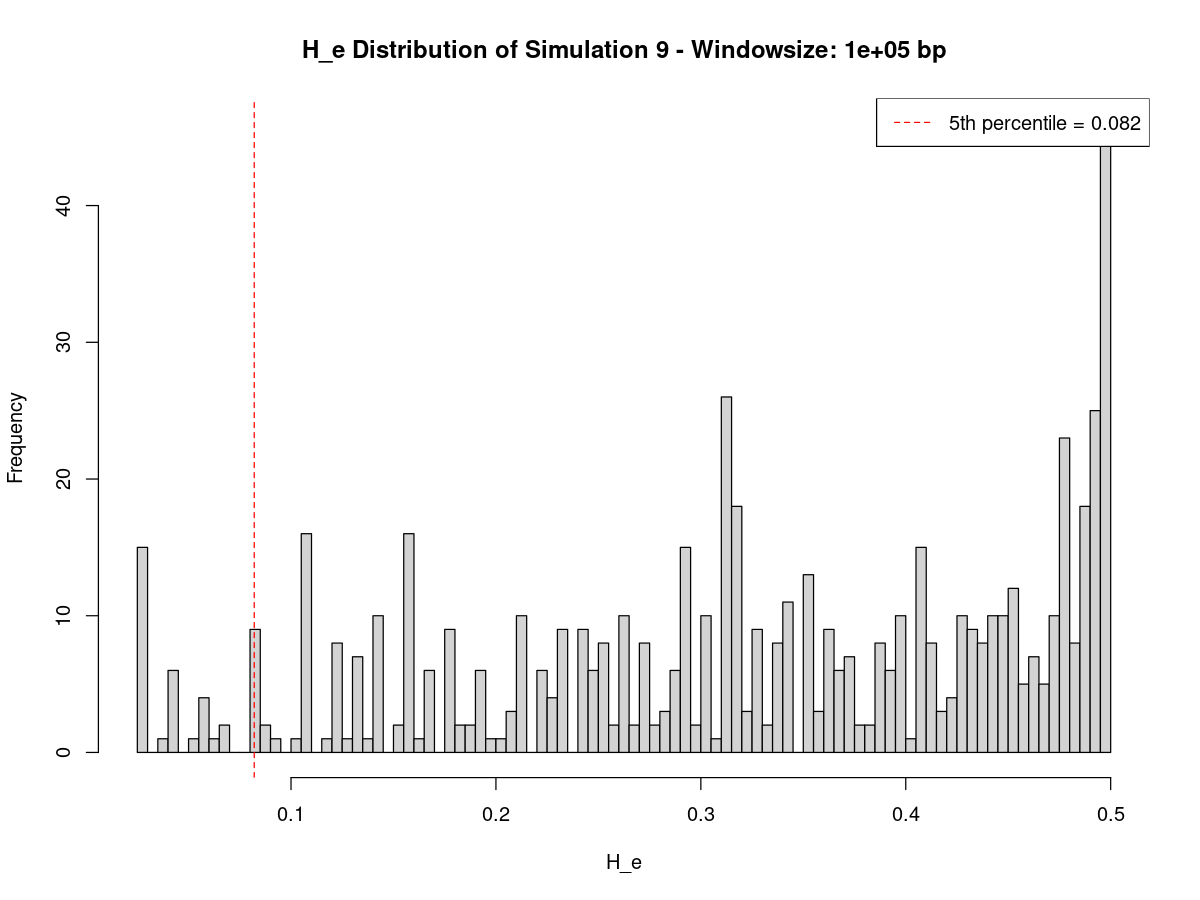 H_e Distribution of Simulation 9 - Windowsize: 1e+05 bp
5th percentile = 0.082
Frequency
40
30
20
10
0
0.1 0.2 0.3 0.4 0.5
H_e